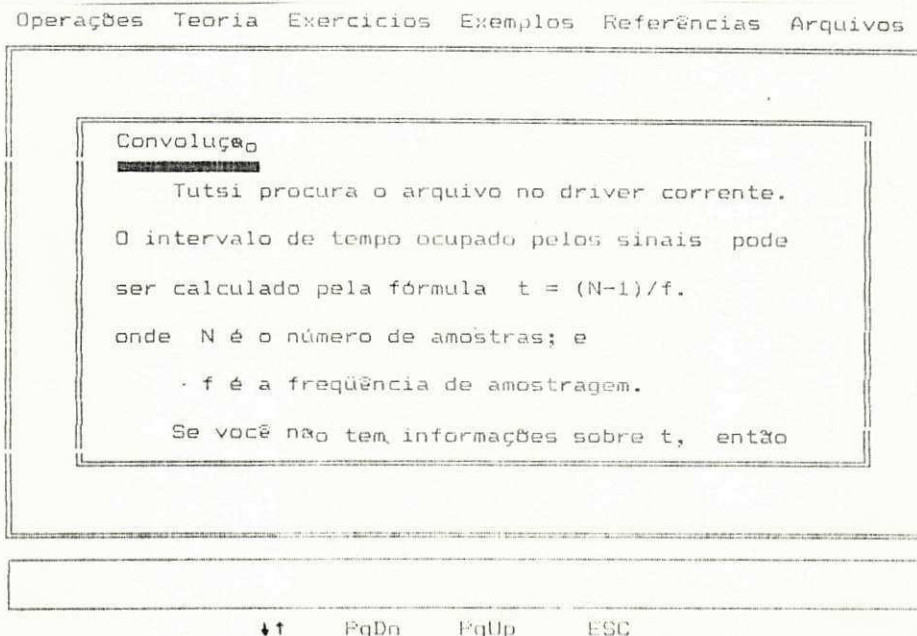 Operações Teoria Exercicios Exemplos Referências Arquivos
Convolução
Tutsi procura o arquivo no driver corrente.
O intervalo de tempo ocupado pelos sinais pode
ser calculado pela fórmula t = (N-1)/f.
onde N é o número de amostras; e
f é a freqüência de amostragem.
Se você não tem informações sobre t, então
↓↑ PgDn PgUp ESC